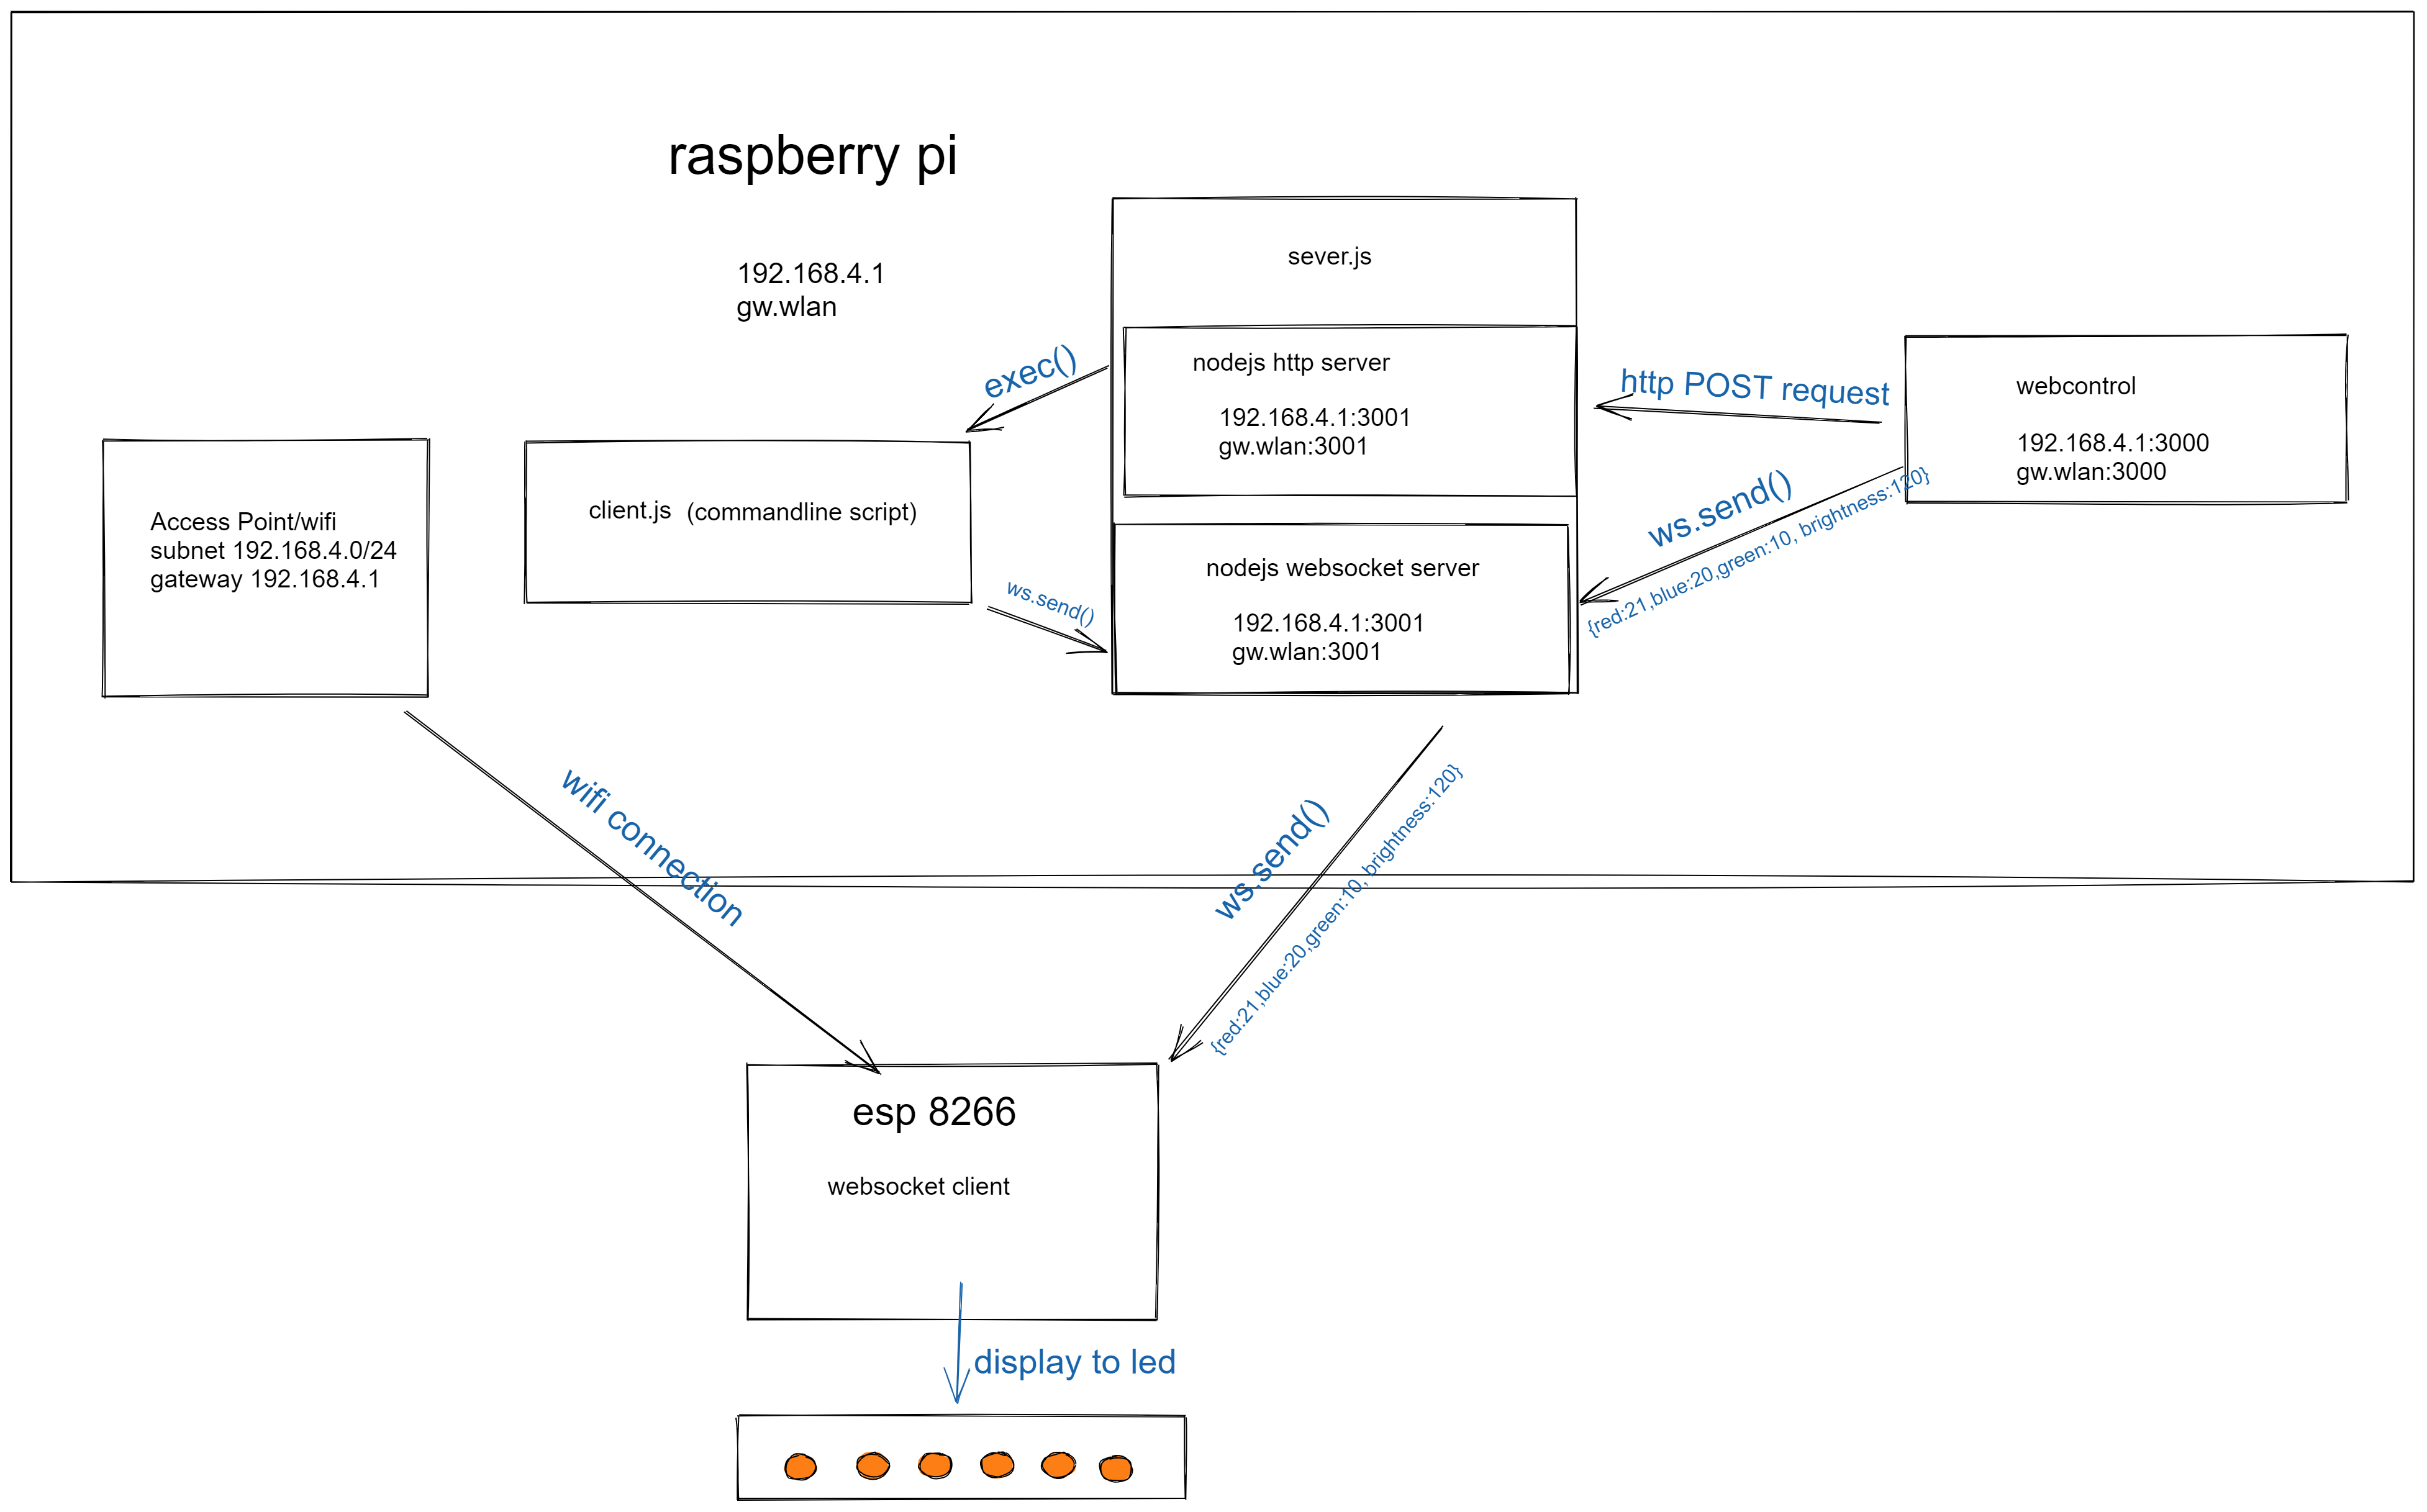 raspberry pi
192.168.4.1
gw.wlan
sever.js
nodejs http server
192.168.4.1:3001
gw.wlan:3001
exec()
http POST request
webcontrol
192.168.4.1:3000
gw.wlan:3000
Access Point/wifi
subnet 192.168.4.0/24
gateway 192.168.4.1
client.js (commandline script)
ws.send()
nodejs websocket server
192.168.4.1:3001
gw.wlan:3001
ws.send()
{red:21,blue:20,green:10, brightness:120}
wifi connection
ws.send()
{red:21,blue:20,green:10, brightness:120}
esp 8266
websocket client
display to led